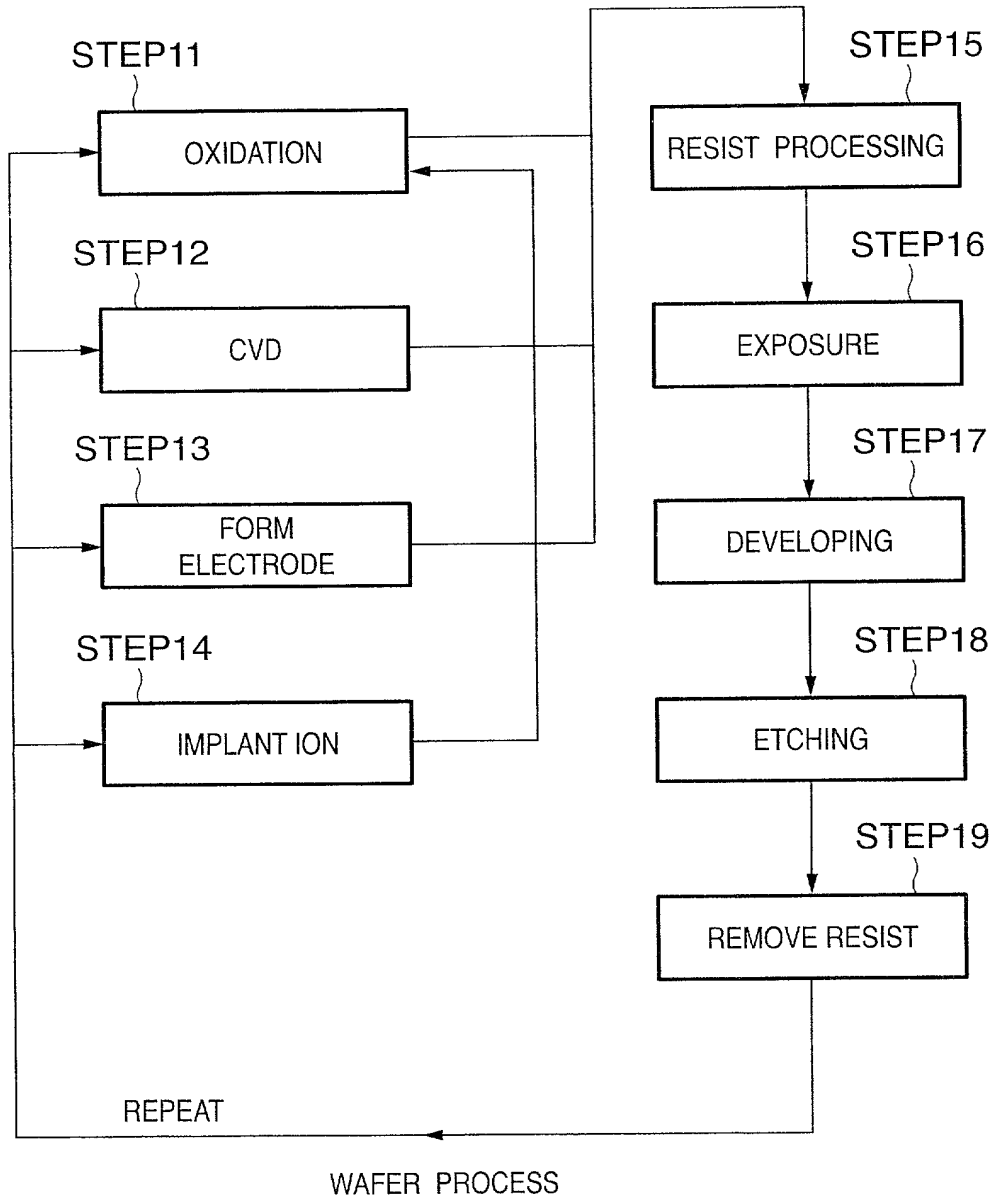 STEP11
OXIDATION
STEP12
CVD
STEP13
FORM
ELECTRODE
STEP14
IMPLANT ION
STEP15
RESIST PROCESSING
STEP16
EXPOSURE
STEP17
DEVELOPING
STEP18
ETCHING
STEP19
REMOVE RESIST
REPEAT
WAFER PROCESS